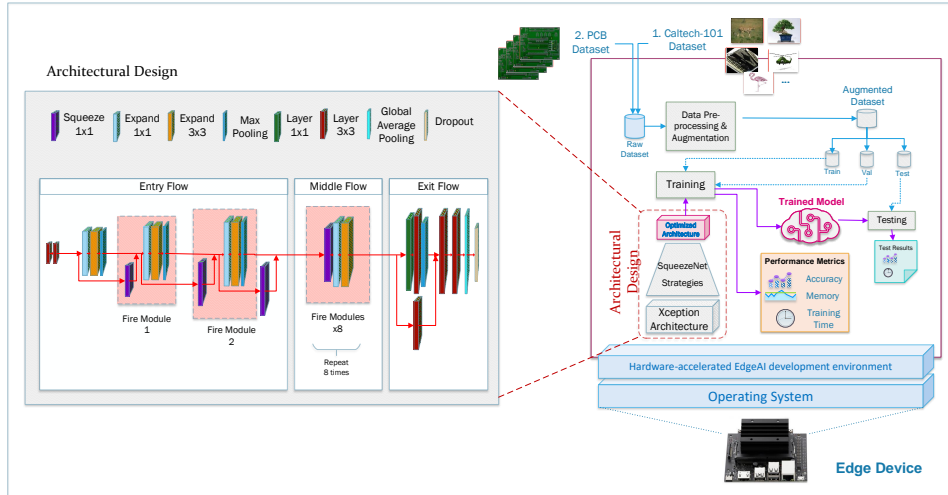 Architectural Design
Squeeze
1x1
Expand
1x1
Expand
3x3
Max
Pooling
Layer
1x1
Layer
3x3
Global
Average
Pooling
Dropout
Entry Flow
Middle Flow
Exit Flow
Fire Module
1
Fire Module
2
Fire Modules
x8
Repeat
8 times
2. PCB
Dataset
1. Caltech-101
Dataset
...
Raw
Dataset
Data Pre-
processing &
Augmentation
Augmented
Dataset
Train
Val
Test
Training
Trained Model
Testing
Test Results
Optimized
Architecture
SqueezeNet
Strategies
Xception
Architecture
Architectural
Design
Performance Metrics
Accuracy
Memory
Training
Time
Hardware-accelerated EdgeAI development environment
Operating System
Edge Device